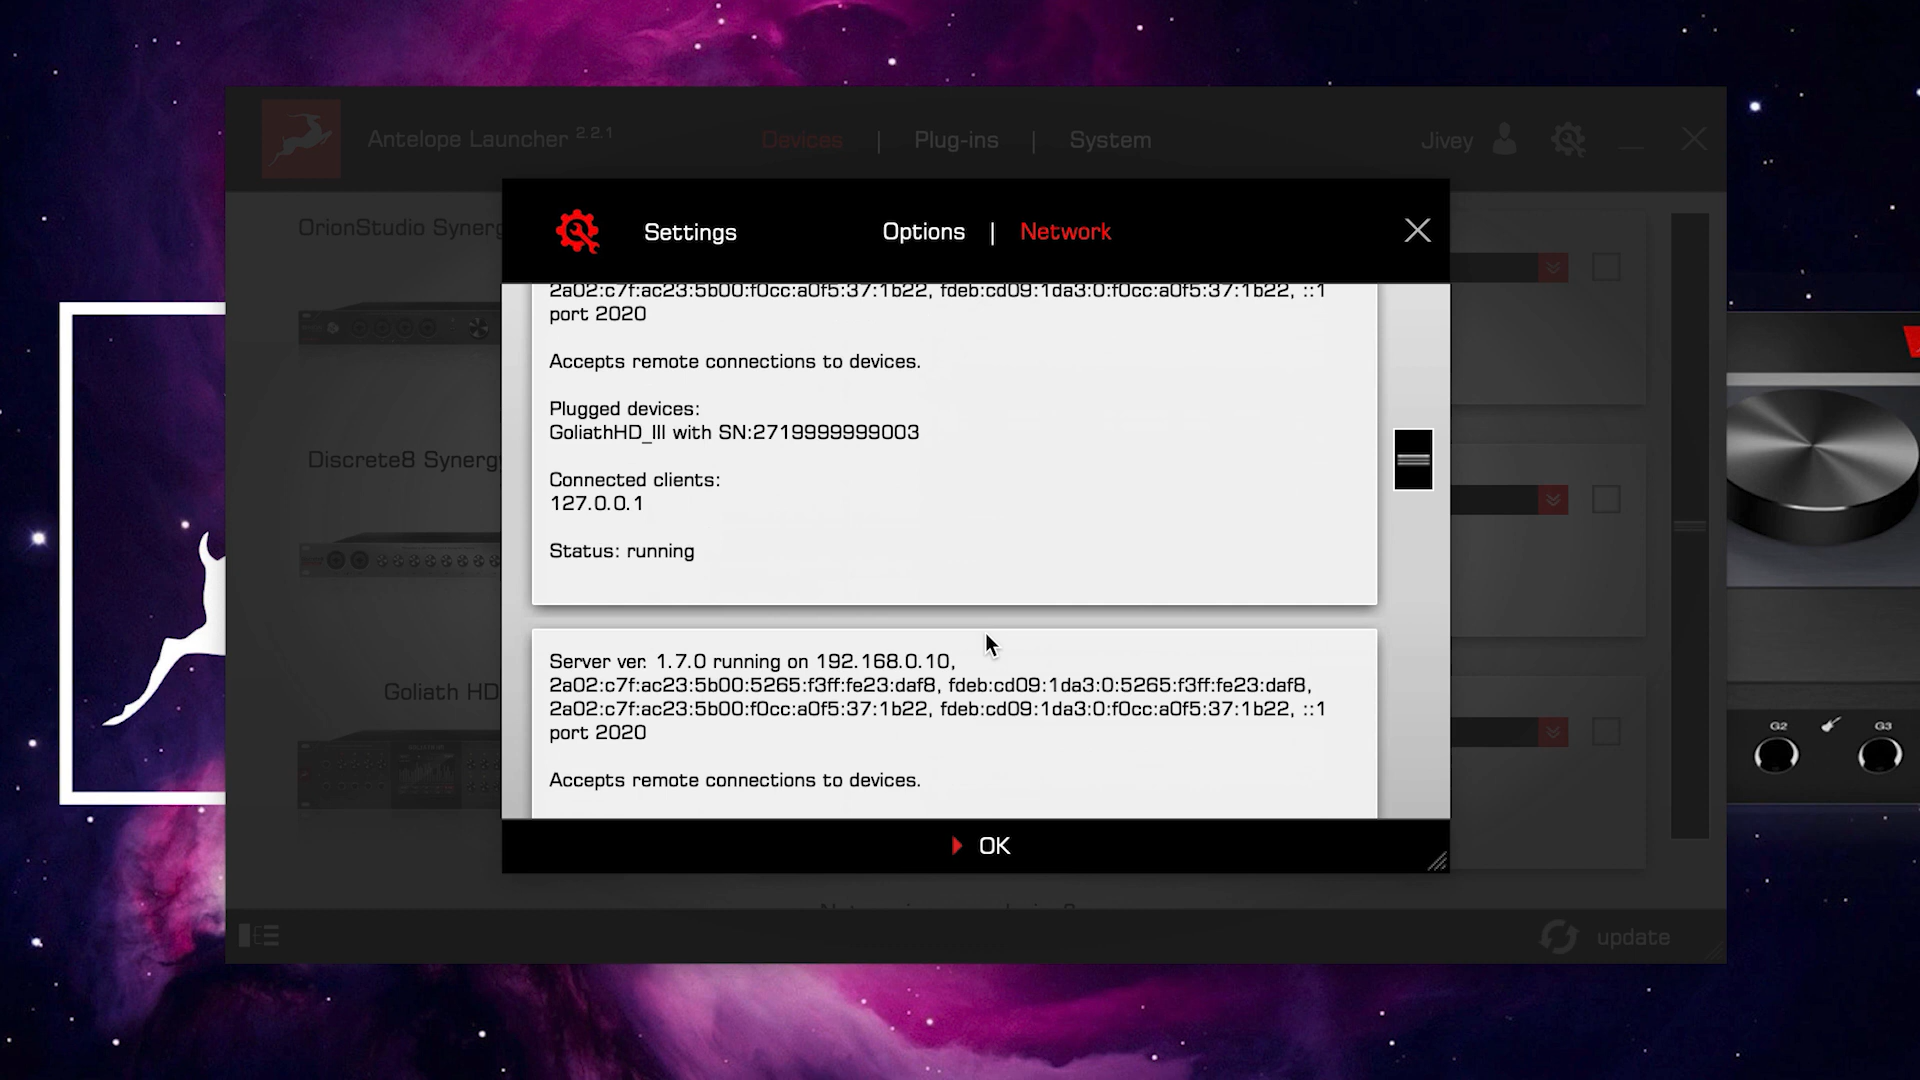 Antelope Launcher 2.2.1
Devices | Plug-ins | System
Jivey
Settings
Options | Network
OrionStudio Synerg
2a02:c7f:ac23:5b00:f0cc:a0f5:37:1b22, fdeb:cd09:1da3:0:f0cc:a0f5:37:1b22, ::1
port 2020
Accepts remote connections to devices.
Plugged devices:
GoliathHD_III with SN:2719999999003
Connected clients:
127.0.0.1
Status: running
Discrete8 Synergy
Server ver. 1.7.0 running on 192.168.0.10,
2a02:c7f:ac23:5b00:5265:f3ff:fe23:daf8, fdeb:cd09:1da3:0:5265:f3ff:fe23:daf8,
2a02:c7f:ac23:5b00:f0cc:a0f5:37:1b22, fdeb:cd09:1da3:0:f0cc:a0f5:37:1b22, ::1
port 2020
Accepts remote connections to devices.
Goliath HD
G2
G3
OK
update